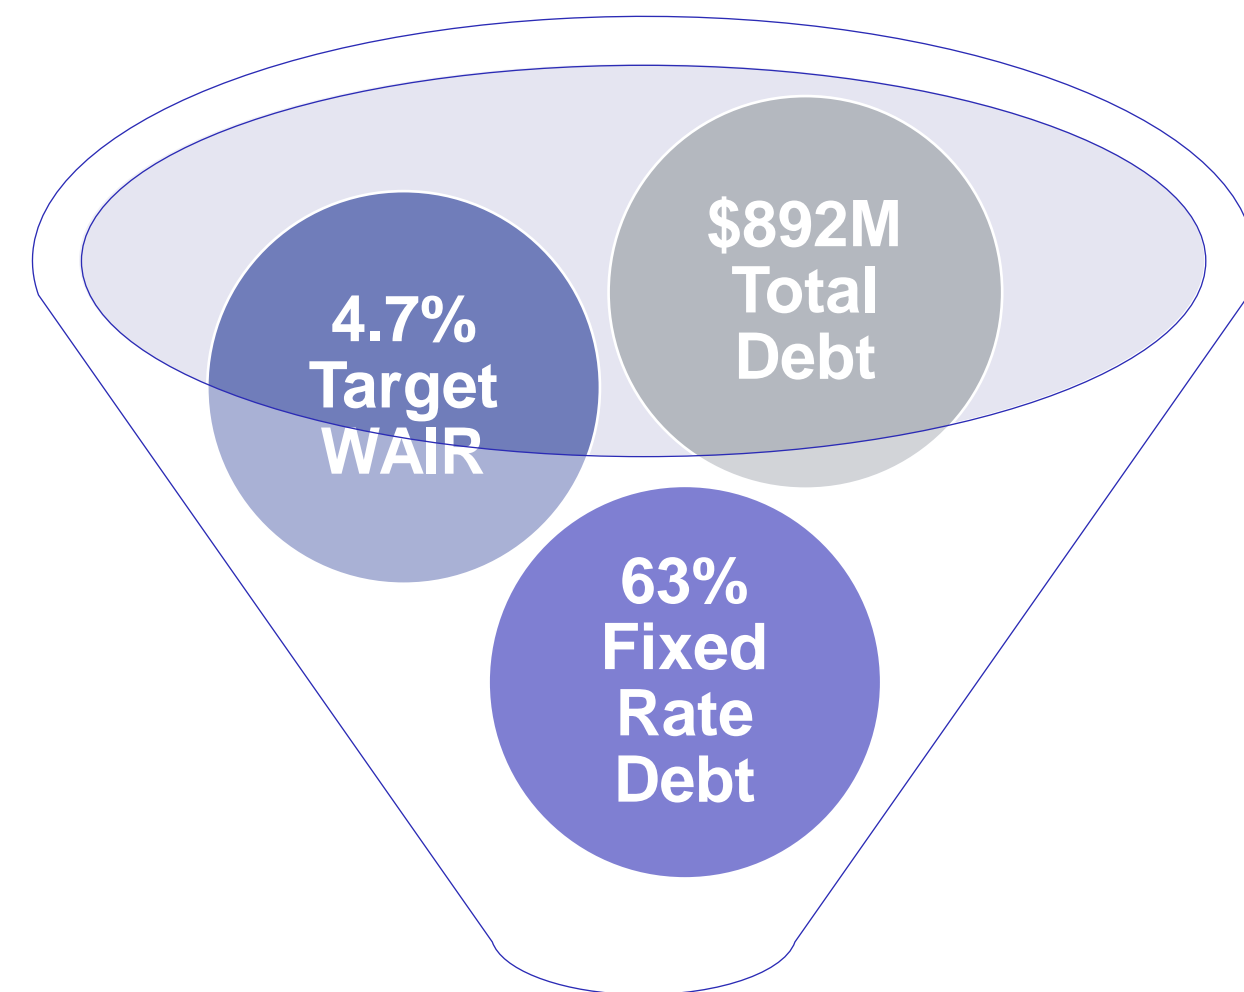 4.7%
Target
WAIR
$892M
Total
Debt
63%
Fixed
Rate
Debt